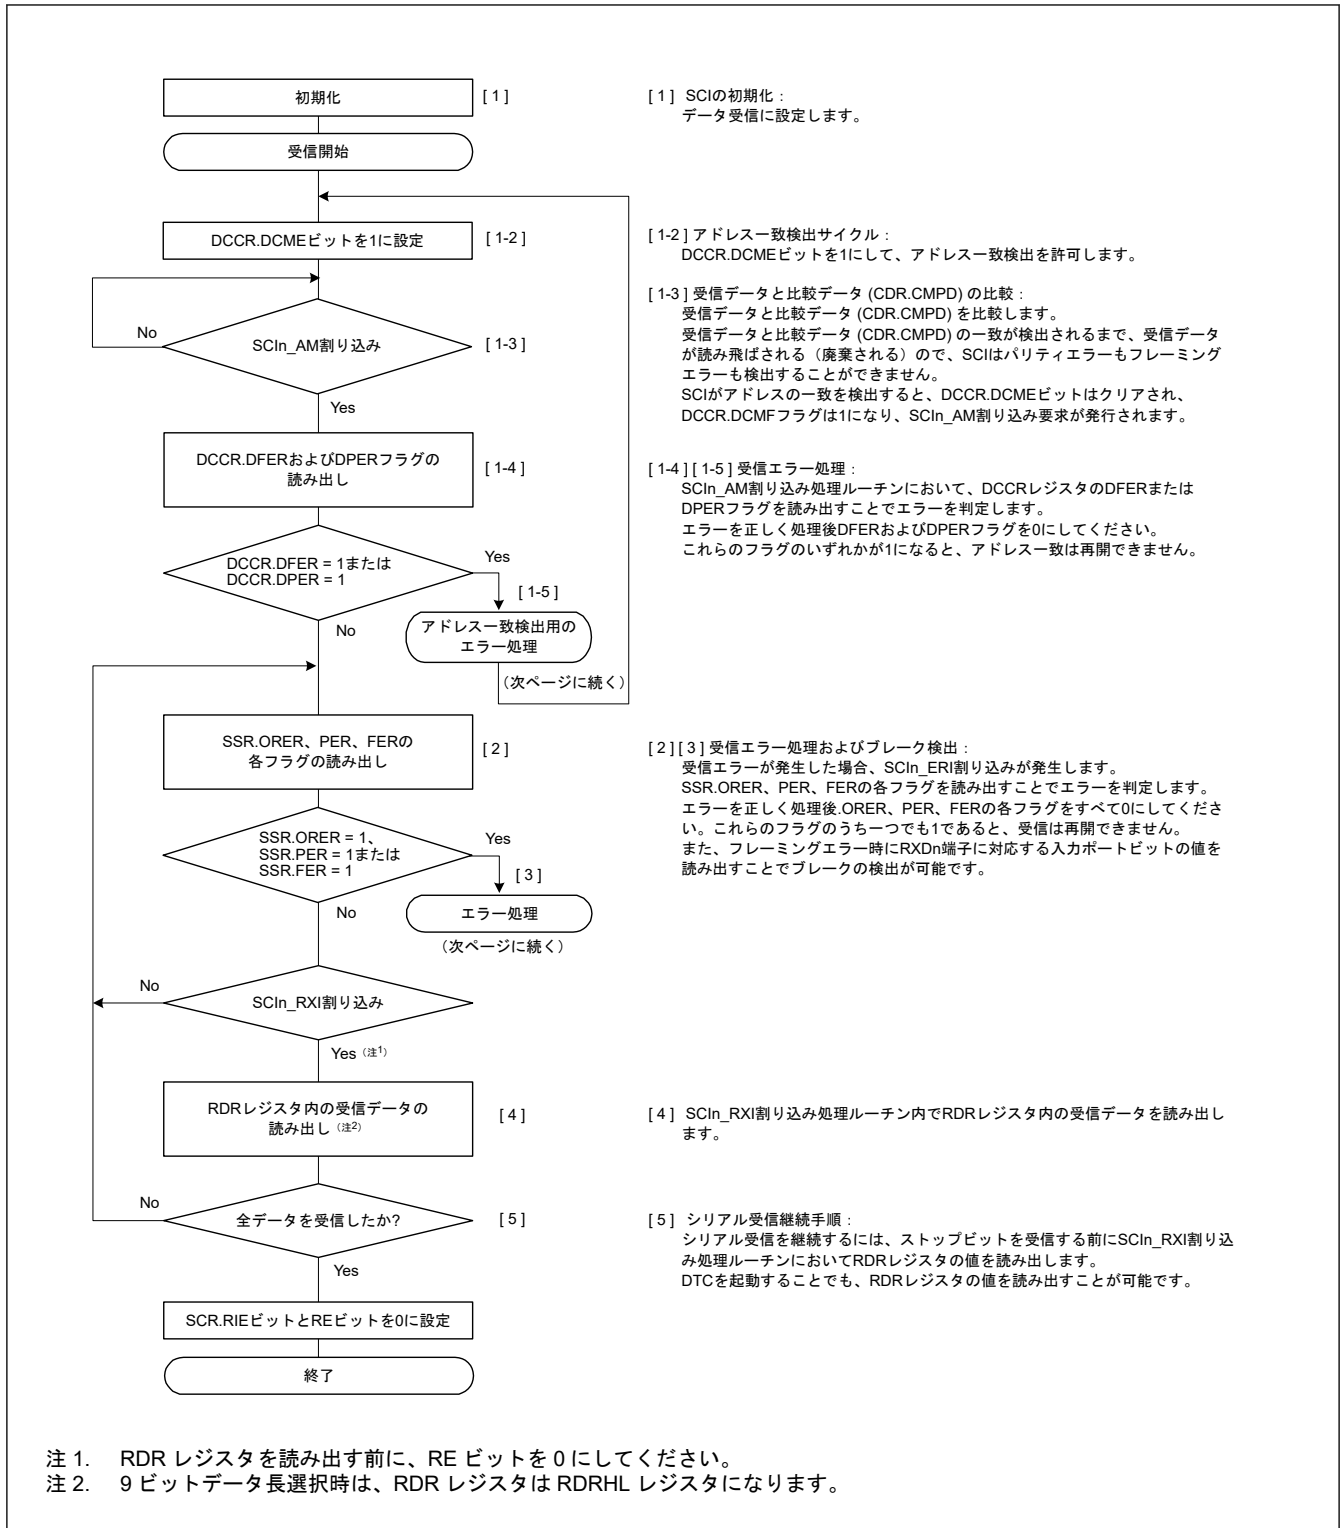 初期化
[ 1 ]
[ 1 ] SCIの初期化：
データ受信に設定します。
受信開始
DCCR.DCMEビットを1に設定
[ 1-2 ]
[ 1-2 ] アドレス一致検出サイクル：
DCCR.DCMEビットを1にして、アドレス一致検出を許可します。
No
SCIn_AM割り込み
[ 1-3 ]
Yes
[ 1-3 ] 受信データと比較データ (CDR.CMPD) の比較：
受信データと比較データ (CDR.CMPD) を比較します。
受信データと比較データ (CDR.CMPD) の一致が検出されるまで、受信データ
が読み飛ばされる（廃棄される）ので、SCIはパリティエラーもフレーミング
エラーも検出することができません。
SCIがアドレスの一致を検出すると、DCCR.DCMEビットはクリアされ、
DCCR.DCMFフラグは1になり、SCIn_AM割り込み要求が発行されます。
DCCR.DFERおよびDPERフラグの
読み出し
[ 1-4 ]
[ 1-4 ] [ 1-5 ] 受信エラー処理：
SCIn_AM割り込み処理ルーチンにおいて、DCCRレジスタのDFERまたは
DPERフラグを読み出すことでエラーを判定します。
エラーを正しく処理後DFERおよびDPERフラグを0にしてください。
これらのフラグのいずれかが1になると、アドレス一致は再開できません。
DCCR.DFER = 1または
DCCR.DPER = 1
Yes
[ 1-5 ]
No
アドレス一致検出用の
エラー処理
（次ページに続く）
SSR.ORER、PER、FERの
各フラグの読み出し
[ 2 ]
[ 2 ] [ 3 ] 受信エラー処理およびブレーク検出：
受信エラーが発生した場合、SCIn_ERI割り込みが発生します。
SSR.ORER、PER、FERの各フラグを読み出すことでエラーを判定します。
エラーを正しく処理後.ORER、PER、FERの各フラグをすべて0にしてくださ
い。これらのフラグのうち一つでも1であると、受信は再開できません。
また、フレーミングエラー時にRXDn端子に対応する入力ポートビットの値を
読み出すことでブレークの検出が可能です。
SSR.ORER = 1、
SSR.PER = 1または
SSR.FER = 1
Yes
[ 3 ]
No
エラー処理
（次ページに続く）
No
SCIn_RXI割り込み
Yes（注1）
RDRレジスタ内の受信データの
読み出し（注2）
[ 4 ]
[ 4 ] SCIn_RXI割り込み処理ルーチン内でRDRレジスタ内の受信データを読み出し
ます。
No
全データを受信したか?
[ 5 ]
Yes
[ 5 ] シリアル受信継続手順：
シリアル受信を継続するには、ストップビットを受信する前にSCIn_RXI割り込
み処理ルーチンにおいてRDRレジスタの値を読み出します。
DTCを起動することでも、RDRレジスタの値を読み出すことが可能です。
SCR.RIEビットとREビットを0に設定
終了
注 1. RDR レジスタを読み出す前に、RE ビットを 0 にしてください。
注 2. 9 ビットデータ長選択時は、RDR レジスタは RDRHL レジスタになります。